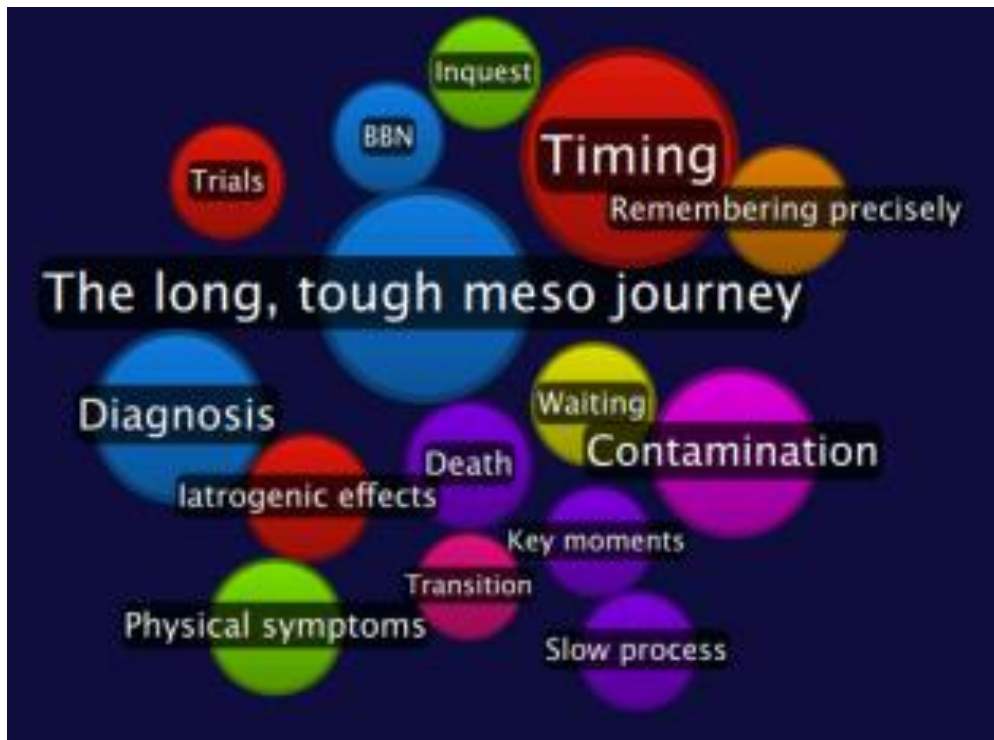 Inquest
BBN
Timing
Trials
Remembering precisely
The long, tough meso journey
Waiting
Diagnosis
Contamination
Death
Iatrogenic effects
Key moments
Transition
Physical symptoms
Slow process